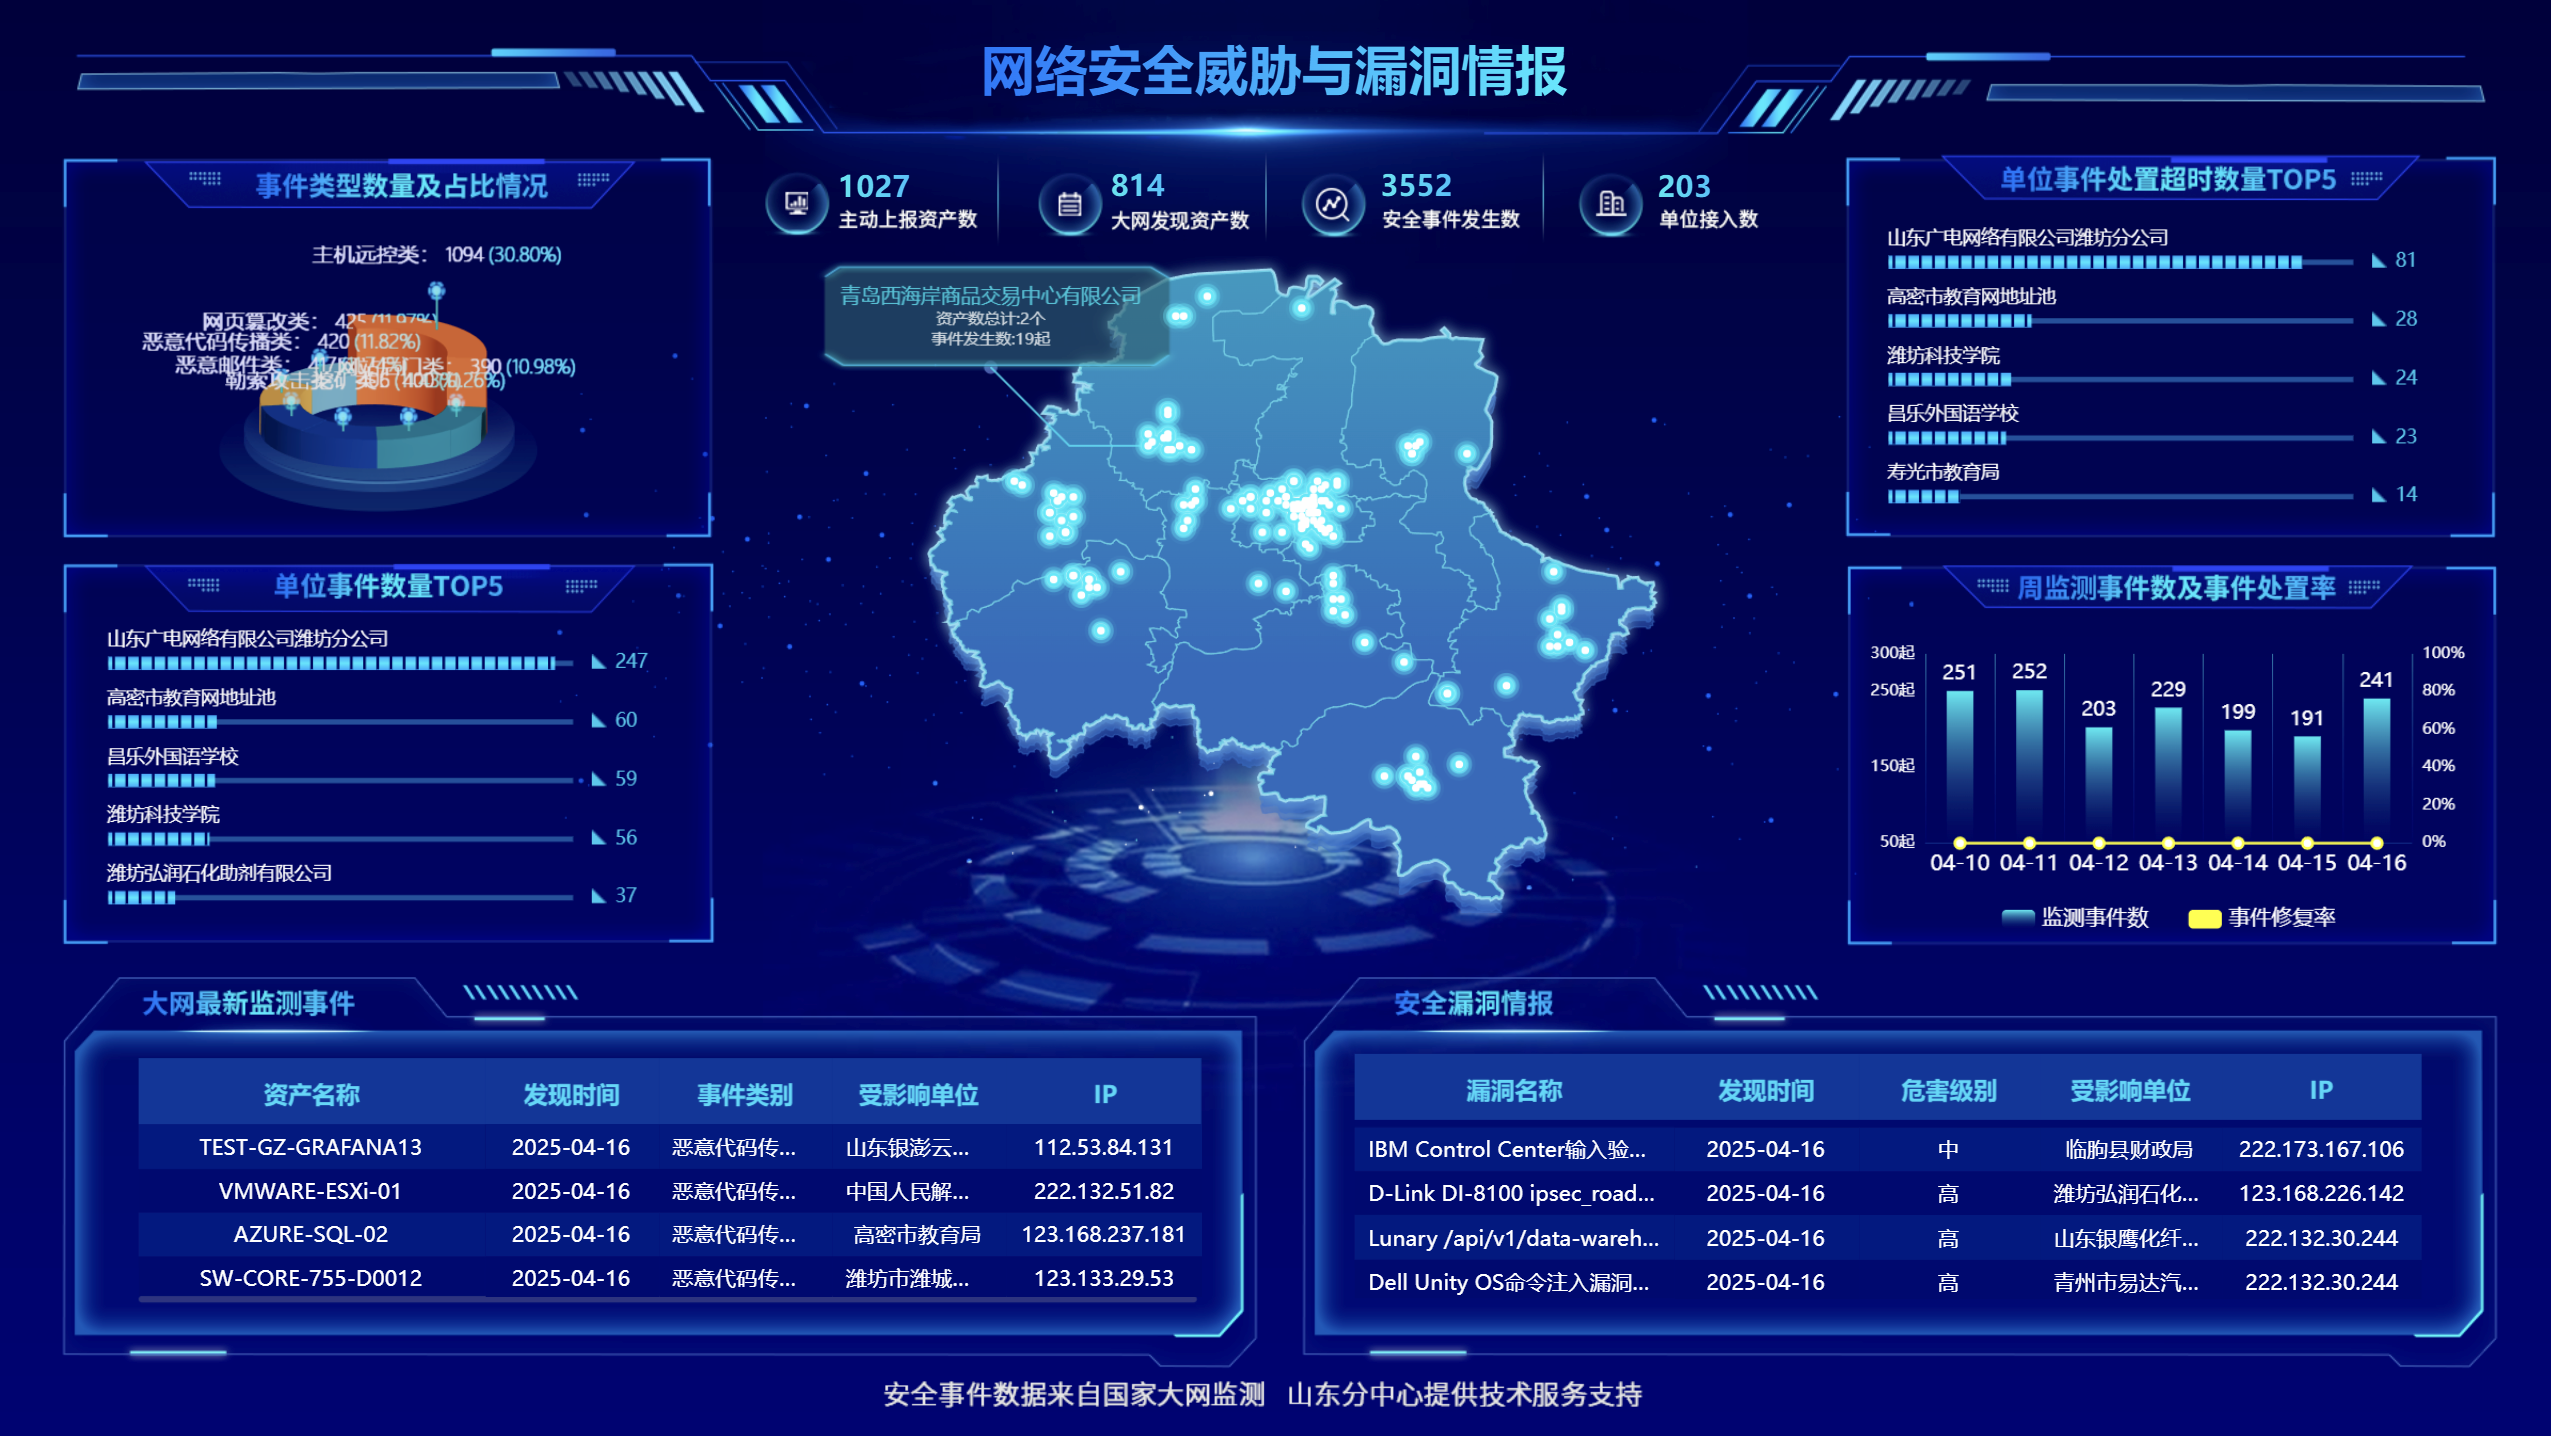 网络安全威胁与漏洞情报
事件类型数量及占比情况
主机远控类： 1094 (30.80%)
网页篡改类： 425 (11.97%)
恶意代码传播类： 420 (11.82%)
恶意邮件类：
390 (10.98%)
勒索攻击
1027
主动上报资产数
814
大网发现资产数
3552
安全事件发生数
203
单位接入数
青岛西海岸商品交易中心有限公司
资产数总计:2个
事件发生数:19起
单位事件处置超时数量TOP5
山东广电网络有限公司潍坊分公司
81
高密市教育网地址池
28
潍坊科技学院
24
昌乐外国语学校
23
寿光市教育局
14
单位事件数量TOP5
山东广电网络有限公司潍坊分公司
247
高密市教育网地址池
60
昌乐外国语学校
59
潍坊科技学院
56
潍坊弘润石化助剂有限公司
37
周监测事件数及事件处置率
300起 100%
250起 80%
60%
150起 40%
20%
50起 0%
251 252 203 229 199 191 241
04-10 04-11 04-12 04-13 04-14 04-15 04-16
监测事件数 事件修复率
大网最新监测事件
资产名称 发现时间 事件类别 受影响单位 IP
TEST-GZ-GRAFANA13 2025-04-16 恶意代码传... 山东银澎云... 112.53.84.131
VMWARE-ESXi-01 2025-04-16 恶意代码传... 中国人民解... 222.132.51.82
AZURE-SQL-02 2025-04-16 恶意代码传... 高密市教育局 123.168.237.181
SW-CORE-755-D0012 2025-04-16 恶意代码传... 潍坊市潍城... 123.133.29.53
安全漏洞情报
漏洞名称 发现时间 危害级别 受影响单位 IP
IBM Control Center输入验... 2025-04-16 中 临朐县财政局 222.173.167.106
D-Link DI-8100 ipsec_road... 2025-04-16 高 潍坊弘润石化... 123.168.226.142
Lunary /api/v1/data-wareh... 2025-04-16 高 山东银鹰化纤... 222.132.30.244
Dell Unity OS命令注入漏洞... 2025-04-16 高 青州市易达汽... 222.132.30.244
安全事件数据来自国家大网监测 山东分中心提供技术服务支持